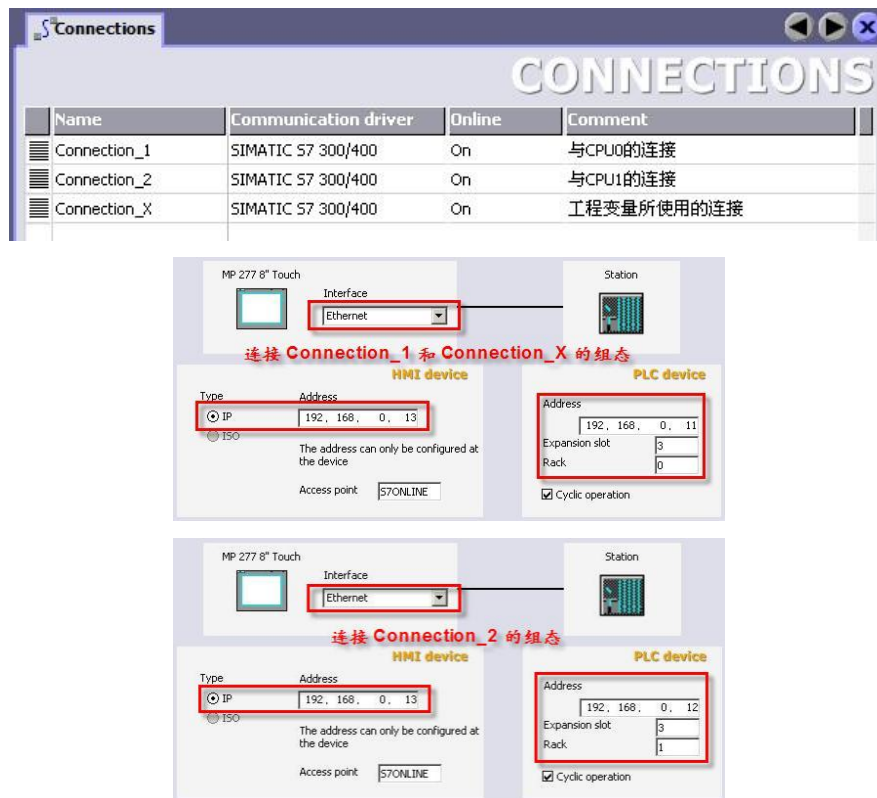 Connections
CONNECTIONS
Name Communication driver Online Comment
Connection_1 SIMATIC S7 300/400 On 与CPU0的连接
Connection_2 SIMATIC S7 300/400 On 与CPU1的连接
Connection_X SIMATIC S7 300/400 On 工程变量所使用的连接
MP 277 8" Touch Station
Interface
Ethernet
连接 Connection_1 和 Connection_X 的组态
HMI device PLC device
Type Address
IP 192. 168. 0. 13
ISO
The address can only be configured at
the device
Access point S7ONLINE
Address
192. 168. 0. 11
Expansion slot 3
Rack 0
Cyclic operation
MP 277 8" Touch Station
Interface
Ethernet
连接 Connection_2 的组态
HMI device PLC device
Type Address
IP 192. 168. 0. 13
ISO
The address can only be configured at
the device
Access point S7ONLINE
Address
192. 168. 0. 12
Expansion slot 3
Rack 1
Cyclic operation